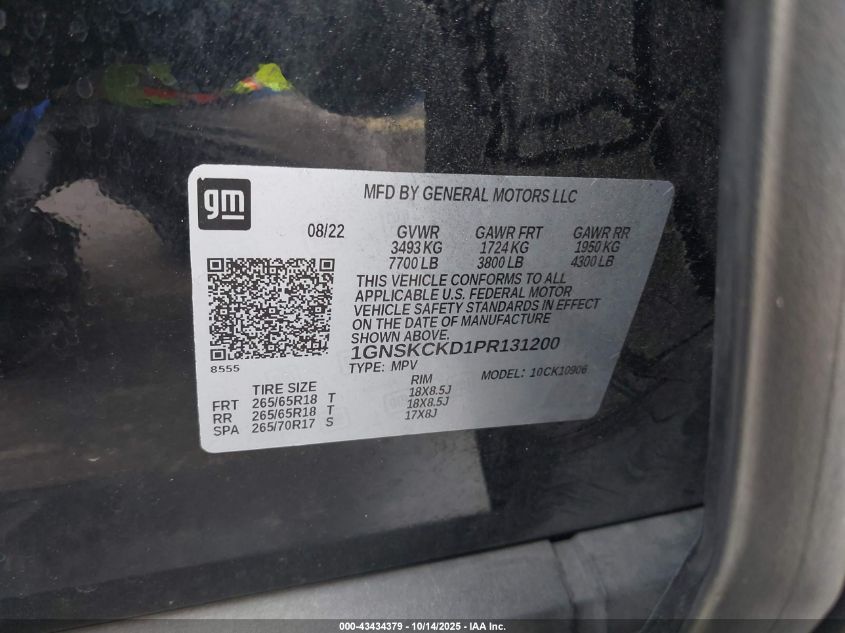 gm
MFD BY GENERAL MOTORS LLC
08/22 GVWR GAWR FRT GAWR RR
3493 KG 1724 KG 1950 KG
7700 LB 3800 LB 4300 LB
THIS VEHICLE CONFORMS TO ALL
APPLICABLE U.S. FEDERAL MOTOR
VEHICLE SAFETY STANDARDS IN EFFECT
ON THE DATE OF MANUFACTURE
SHOWN ABOVE.
1GNSKCKD1PR131200
8555
TYPE: MPV MODEL: 10CK10906
TIRE SIZE RIM
FRT 265/65R18 T 18X8.5J
RR 265/65R18 T 18X8.5J
SPA 265/70R17 S 17X8J
000-43434379 | 10/14/2025 | IAA Inc.